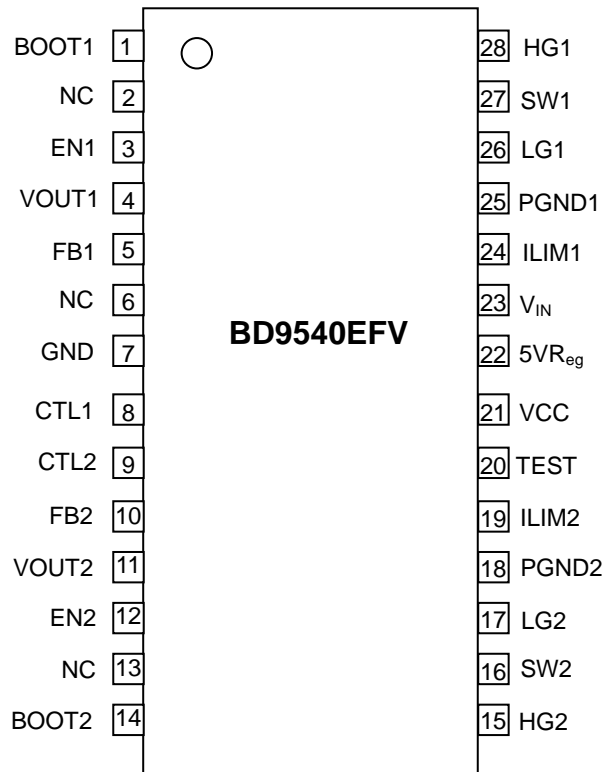 BOOT1 1 28 HG1
NC 2 27 SW1
EN1 3 26 LG1
VOUT1 4 25 PGND1
FB1 5 24 ILIM1
NC 6 23 VIN
BD9540EFV
GND 7 22 5VReg
CTL1 8 21 VCC
CTL2 9 20 TEST
FB2 10 19 ILIM2
VOUT2 11 18 PGND2
EN2 12 17 LG2
NC 13 16 SW2
BOOT2 14 15 HG2